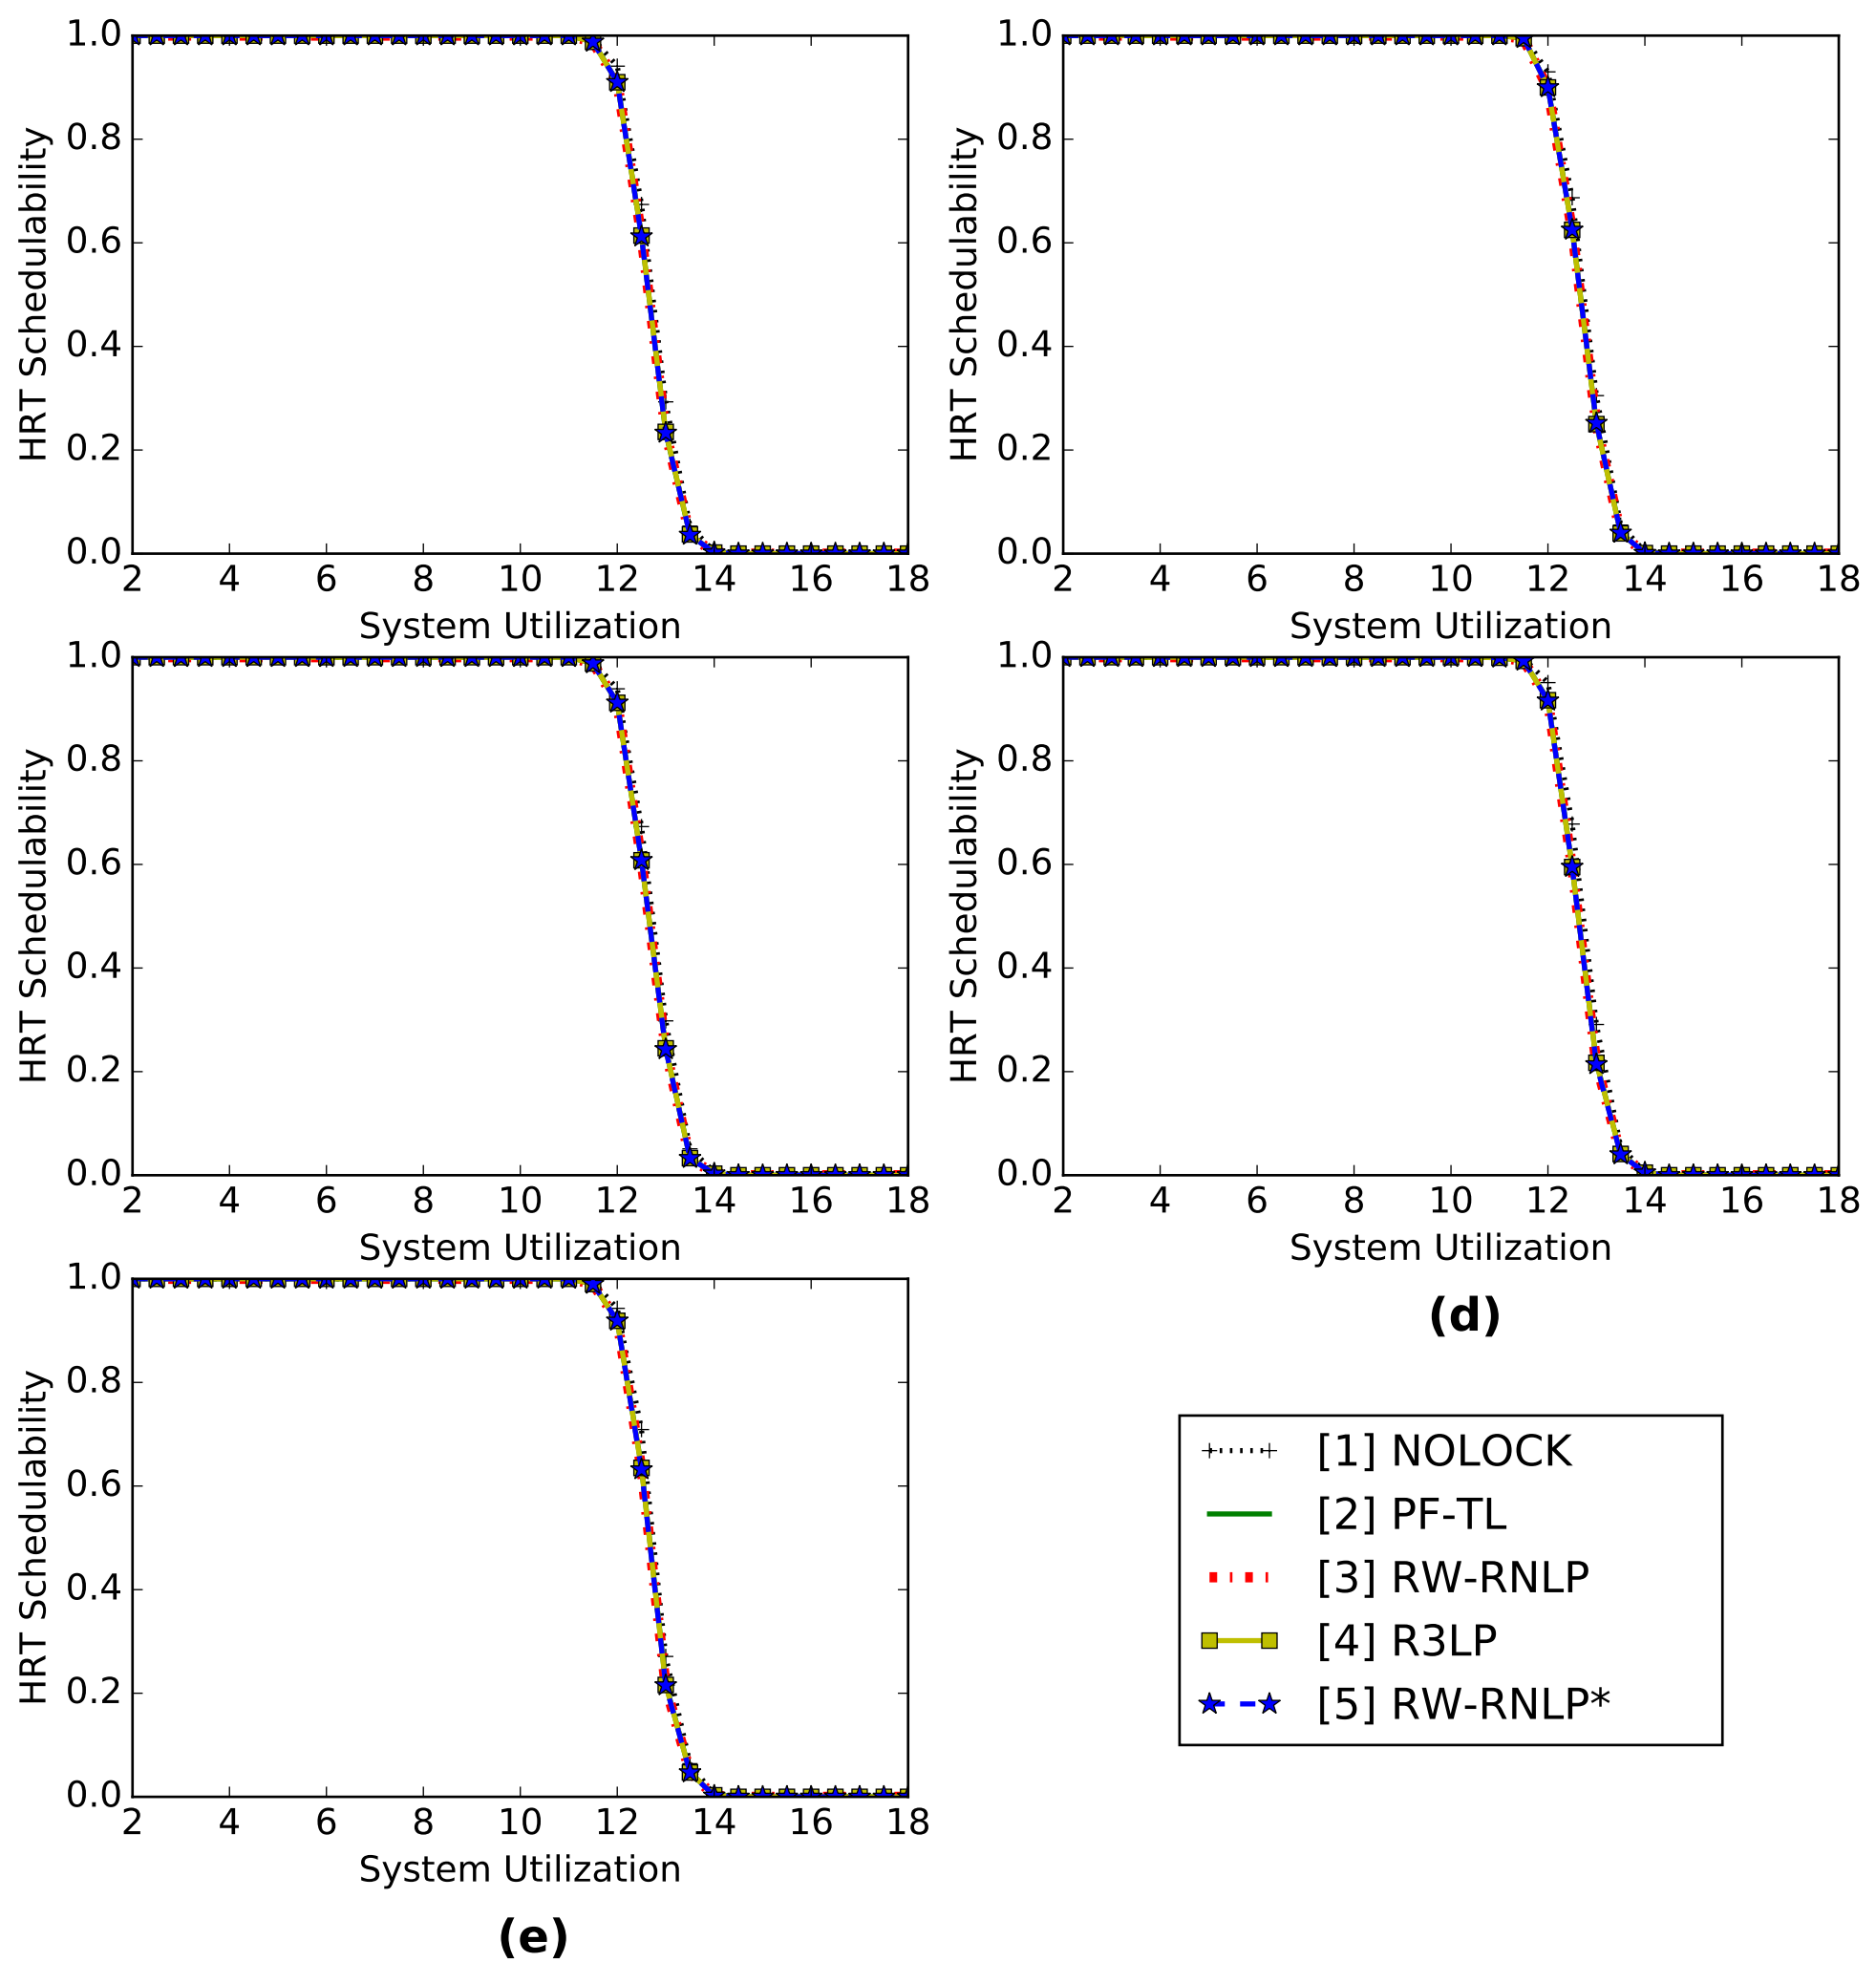 1.0
0.8
0.6
0.4
0.2
0.0
HRT Schedulability
2 4 6 8 10 12 14 16 18
System Utilization
1.0
0.8
0.6
0.4
0.2
0.0
HRT Schedulability
2 4 6 8 10 12 14 16 18
System Utilization
1.0
0.8
0.6
0.4
0.2
0.0
HRT Schedulability
2 4 6 8 10 12 14 16 18
System Utilization
1.0
0.8
0.6
0.4
0.2
0.0
HRT Schedulability
2 4 6 8 10 12 14 16 18
System Utilization
(d)
1.0
0.8
0.6
0.4
0.2
0.0
HRT Schedulability
2 4 6 8 10 12 14 16 18
System Utilization
(e)
[1] NOLOCK
[2] PF-TL
[3] RW-RNLP
[4] R3LP
[5] RW-RNLP*